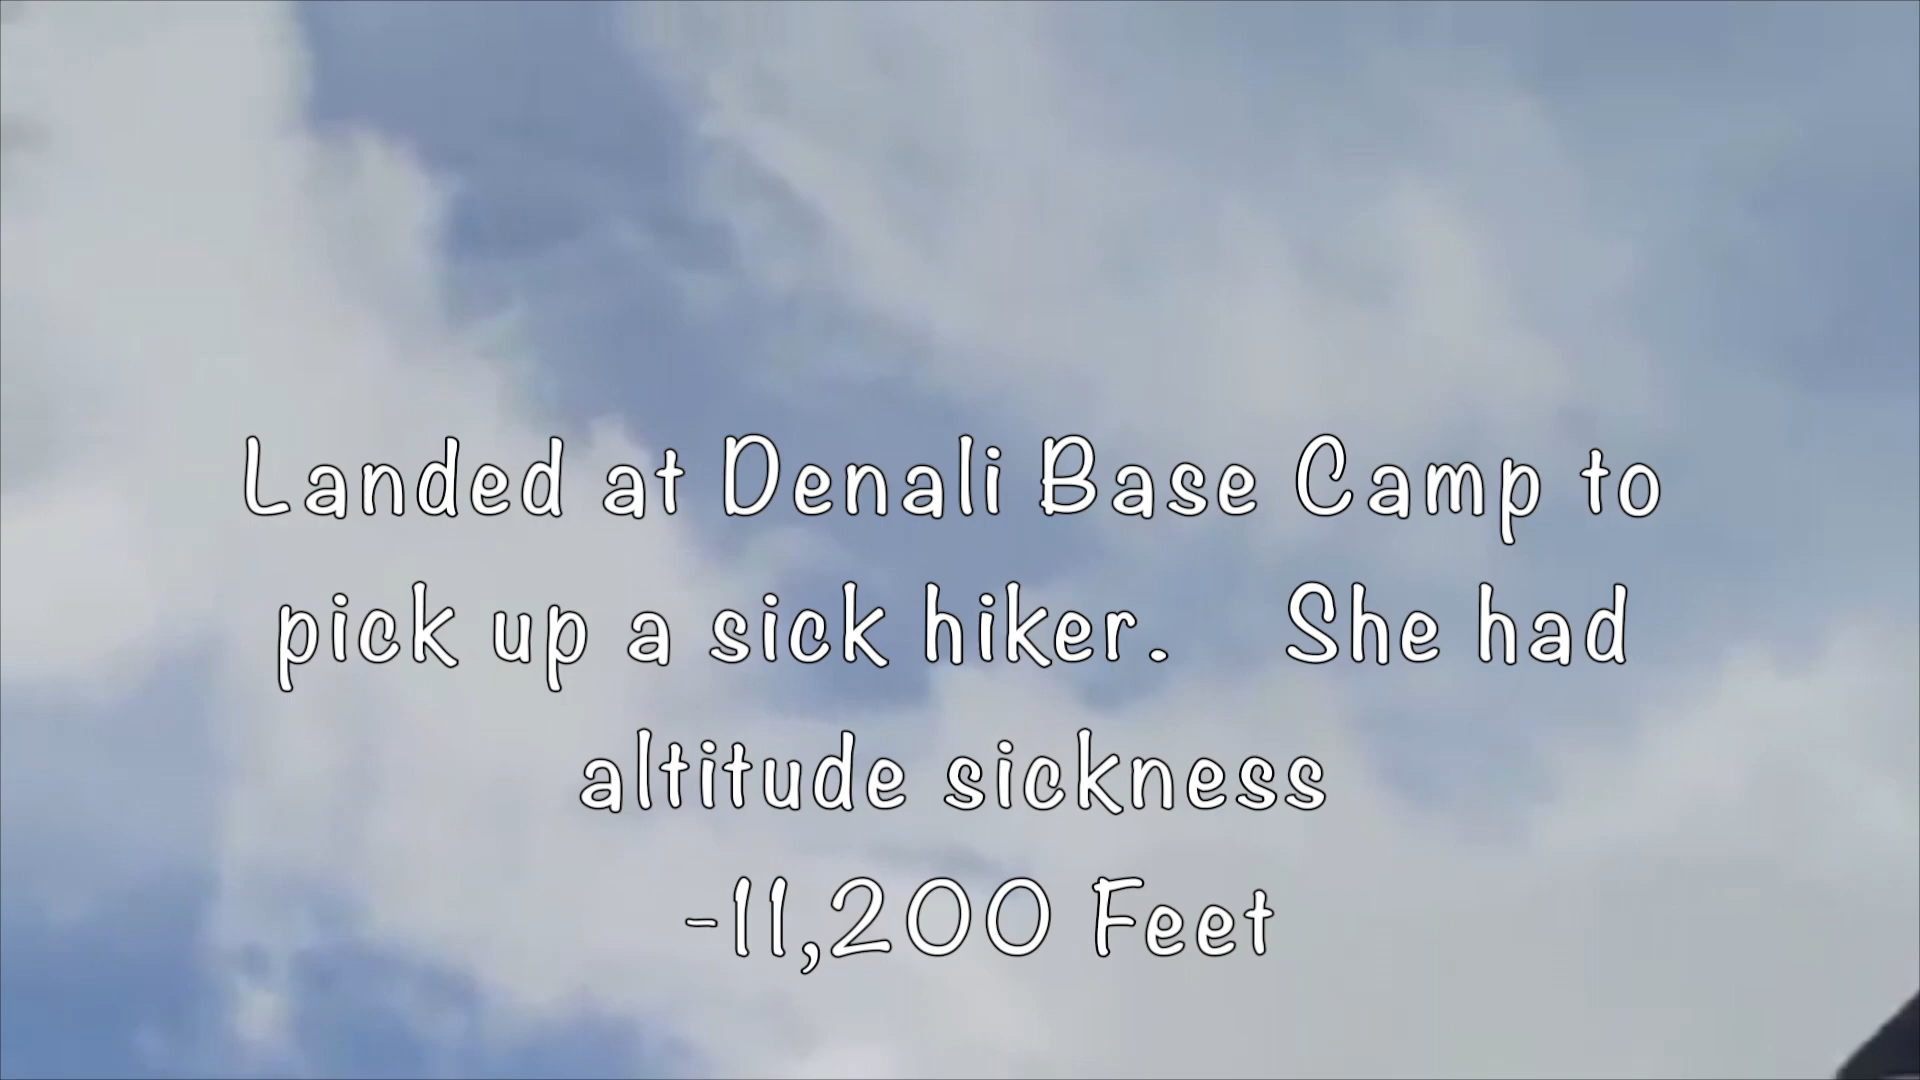 Landed at Denali Base Camp to
pick up a sick hiker. She had
altitude sickness
-11,200 Feet